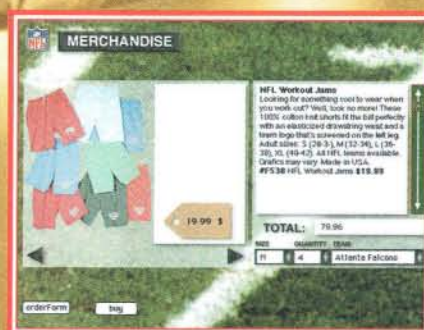 NFL
MERCHANDISE
NFL Workout Jams
Looking for something cool to wear when
you work out? Well, look no more! These
100% cotton knit shorts fit the bill perfectly
with an elasticized drawstring waist and a
team logo that's screened on the left leg.
Adult sizes: S (28-3-), M (32-34), L (36-
38), XL (40-42). All NFL teams available.
Grafics may vary. Made in USA.
#F538 NFL Workout Jams $19.99
19.99 $
TOTAL: 79.96
SIZE QUANTITY TEAM
M 4 Atlanta Falcons
orderForm
buy